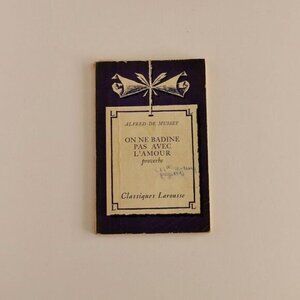 ALFRED DE MUSSET
ON NE BADINE
PAS AVEC
L'AMOUR
proverbe
Classiques Larousse